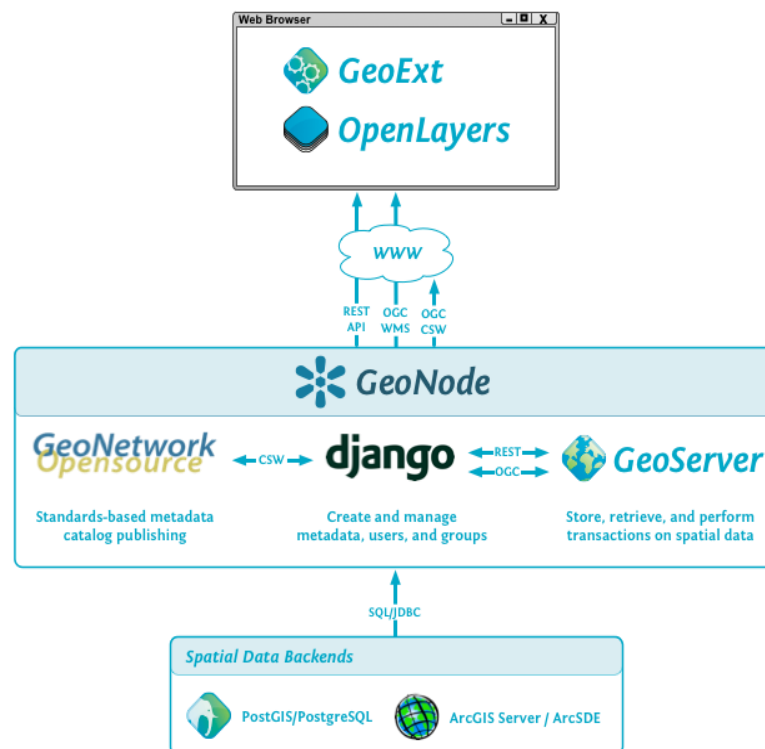 Web Browser
X
GeoExt
OpenLayers
WWW
REST OGC OGC
API WMS CSW
GeoNode
GeoNetwork
Opensource
CSW
django
REST
OGC
GeoServer
Standards-based metadata
catalog publishing
Create and manage
metadata, users, and groups
Store, retrieve, and perform
transactions on spatial data
SQL/JDBC
Spatial Data Backends
PostGIS/PostgreSQL
ArcGIS Server / ArcSDE